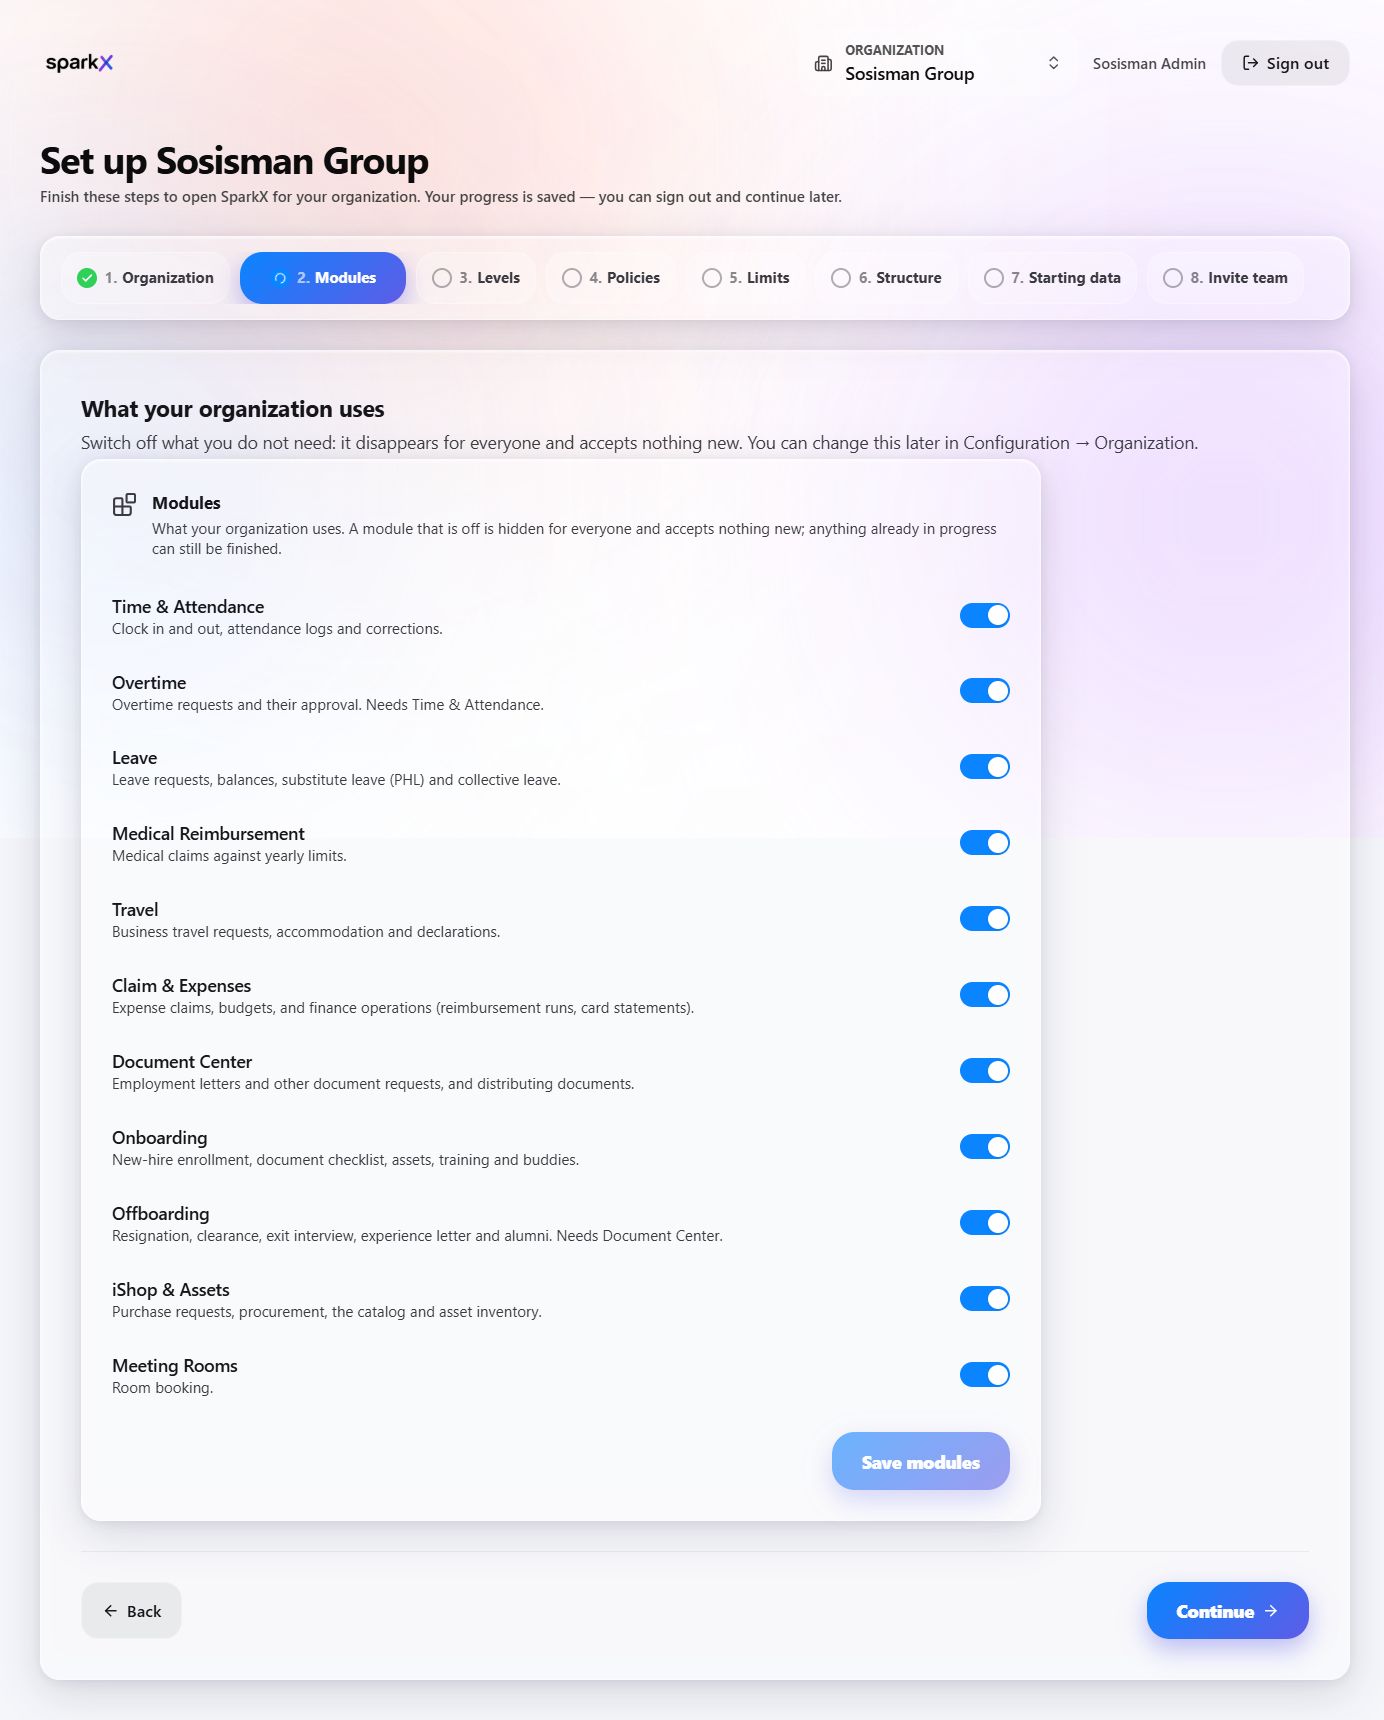 sparkX
ORGANIZATION
Sosisman Group
Sosisman Admin
Sign out
Set up Sosisman Group
Finish these steps to open SparkX for your organization. Your progress is saved — you can sign out and continue later.
1. Organization
2. Modules
3. Levels
4. Policies
5. Limits
6. Structure
7. Starting data
8. Invite team
What your organization uses
Switch off what you do not need: it disappears for everyone and accepts nothing new. You can change this later in Configuration → Organization.
Modules
What your organization uses. A module that is off is hidden for everyone and accepts nothing new; anything already in progress
can still be finished.
Time & Attendance
Clock in and out, attendance logs and corrections.
Overtime
Overtime requests and their approval. Needs Time & Attendance.
Leave
Leave requests, balances, substitute leave (PHL) and collective leave.
Medical Reimbursement
Medical claims against yearly limits.
Travel
Business travel requests, accommodation and declarations.
Claim & Expenses
Expense claims, budgets, and finance operations (reimbursement runs, card statements).
Document Center
Employment letters and other document requests, and distributing documents.
Onboarding
New-hire enrollment, document checklist, assets, training and buddies.
Offboarding
Resignation, clearance, exit interview, experience letter and alumni. Needs Document Center.
iShop & Assets
Purchase requests, procurement, the catalog and asset inventory.
Meeting Rooms
Room booking.
Save modules
← Back
Continue →